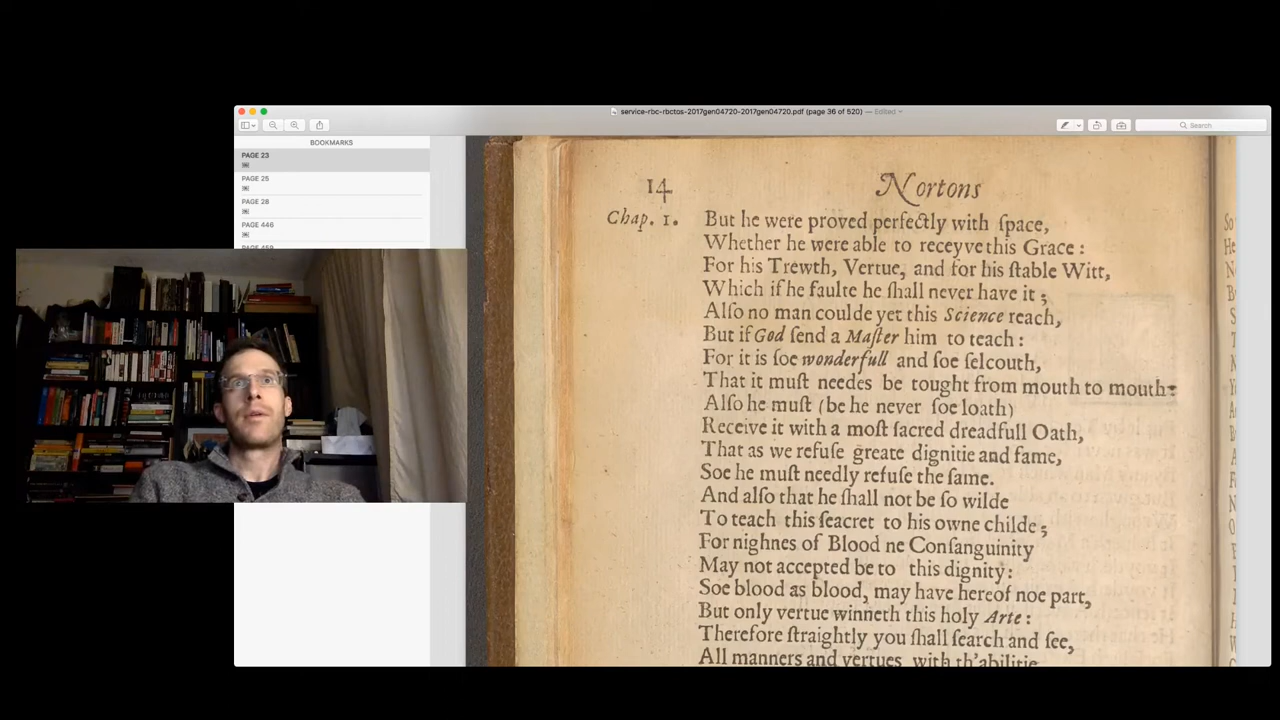 service-rbc-rbctos-2017gen04720-2017gen04720.pdf (page 36 of 520) — Edited
Search
BOOKMARKS
PAGE 23
PAGE 25
PAGE 28
PAGE 446
14
Nortons
Chap. 1.
But he were proved perfectly with ſpace,
Whether he were able to receyve this Grace :
For his Trewth, Vertue, and for his ſtable Witt,
Which if he faulte he ſhall never have it ;
Alſo no man coulde yet this Science reach,
But if God ſend a Maſter him to teach :
For it is ſoe wonderfull and ſoe ſelcouth,
That it muſt needes be tought from mouth to mouth:
Alſo he muſt (be he never ſoe loath)
Receive it with a moſt ſacred dreadfull Oath,
That as we refuſe greate dignitie and fame,
Soe he muſt needly refuſe the ſame.
And alſo that he ſhall not be ſo wilde
To teach this ſeacret to his owne childe ;
For nighnes of Blood ne Conſanguinity
May not accepted be to this dignity :
Soe blood as blood, may have hereof noe part,
But only vertue winneth this holy Arte :
Therefore ſtraightly you ſhall ſearch and ſee,
All manners and vertues with th'abilitie